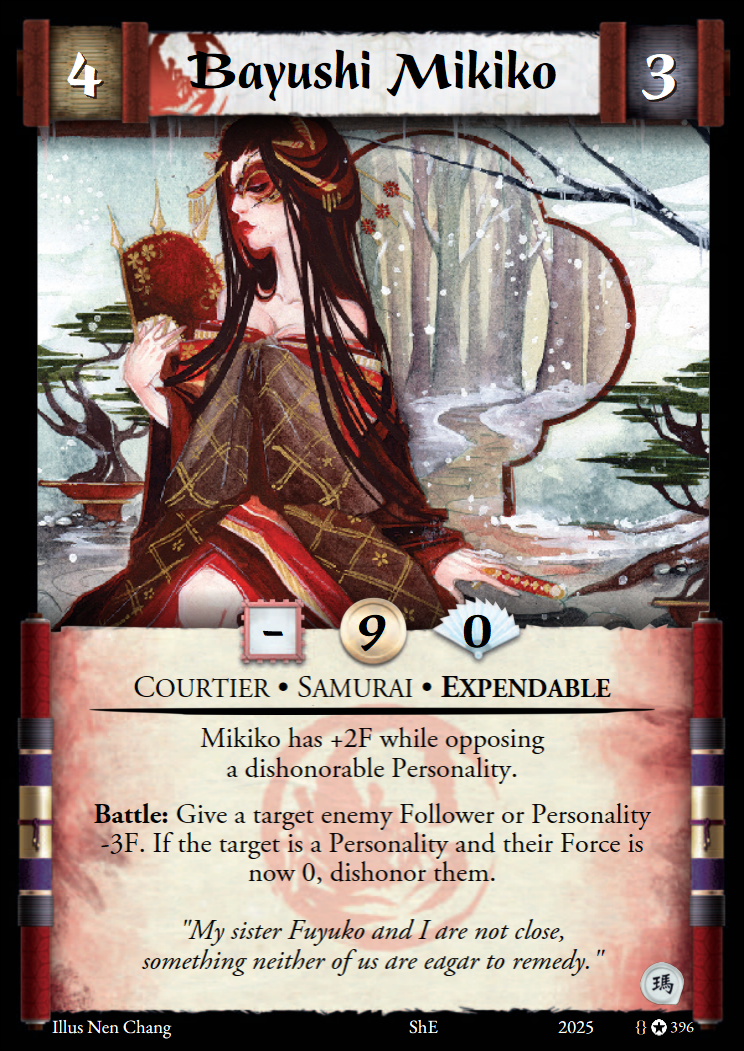 4 Bayushi Mikiko 3
- 9 0
Courtier • Samurai • Expendable
Mikiko has +2F while opposing
a dishonorable Personality.
Battle: Give a target enemy Follower or Personality
-3F. If the target is a Personality and their Force is
now 0, dishonor them.
"My sister Fuyuko and I are not close,
something neither of us are eagar to remedy."
瑪
Illus Nen Chang ShE 2025 {} ✪ 396